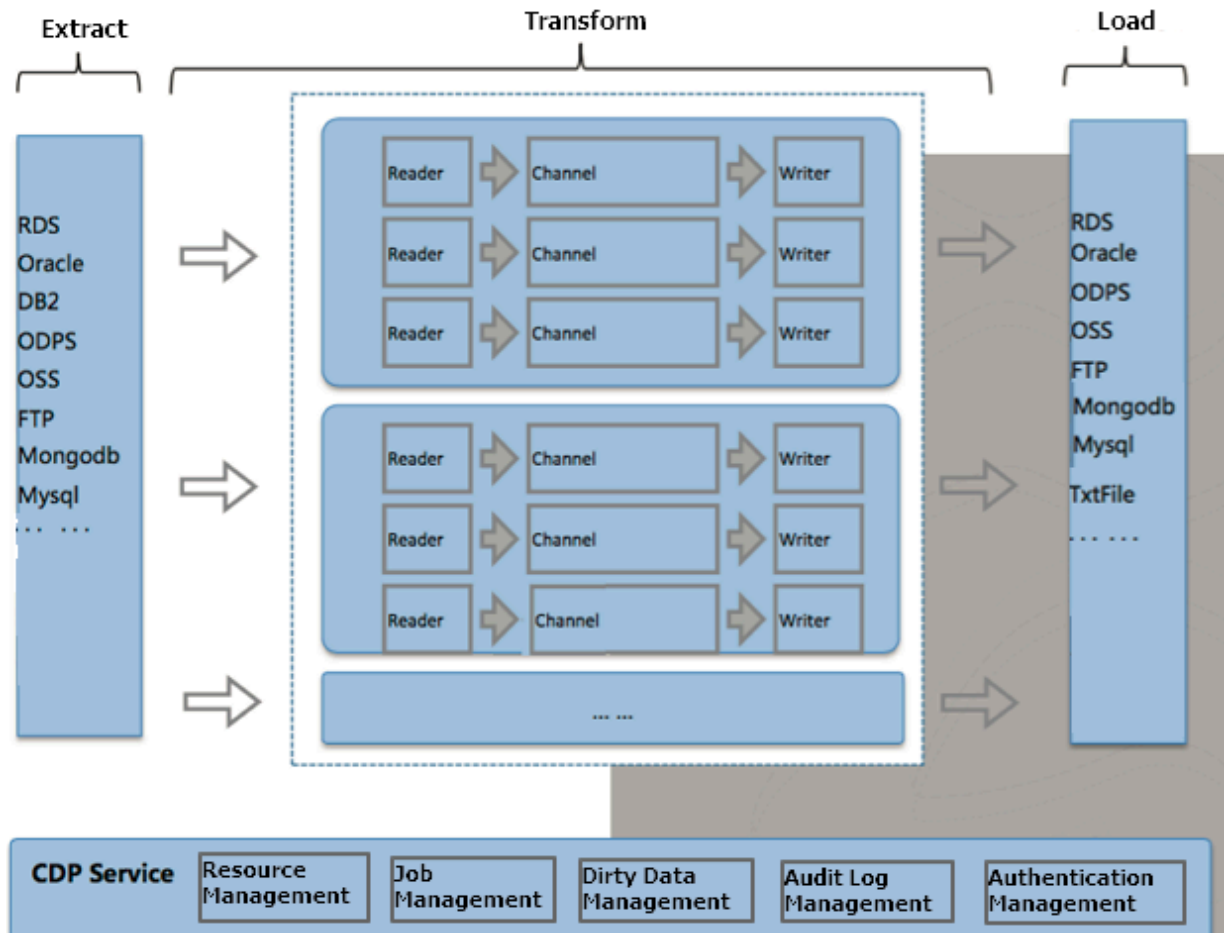 Extract
Transform
Load
RDS
Oracle
DB2
ODPS
OSS
FTP
Mongodb
Mysql
... ...
Reader
Channel
Writer
Reader
Channel
Writer
Reader
Channel
Writer
Reader
Channel
Writer
Reader
Channel
Writer
Reader
Channel
Writer
... ...
RDS
Oracle
ODPS
OSS
FTP
Mongodb
Mysql
TxtFile
... ...
CDP Service
Resource
Management
Job
Management
Dirty Data
Management
Audit Log
Management
Authentication
Management